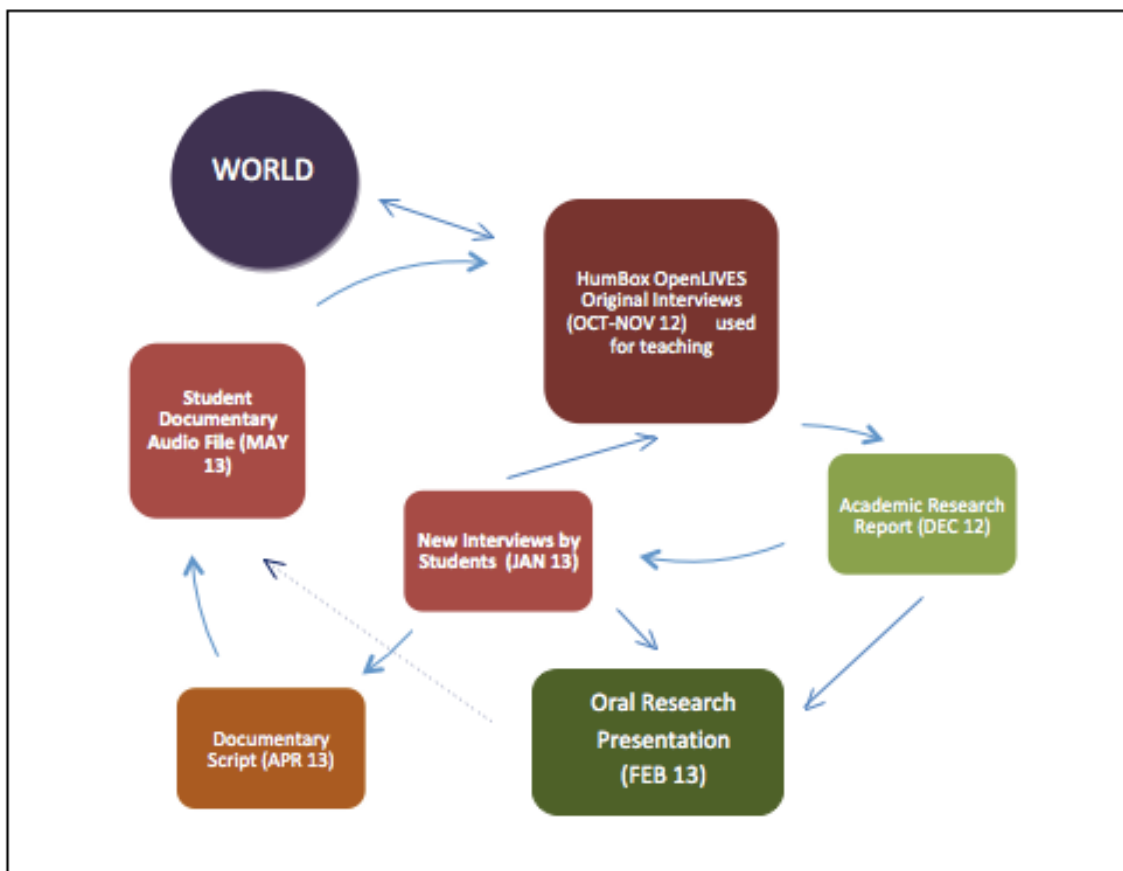 WORLD
HumBox OpenLIVES
Original Interviews
(OCT-NOV 12) used
for teaching
Student
Documentary
Audio File (MAY
13)
Academic Research
Report (DEC 12)
New Interviews by
Students (JAN 13)
Oral Research
Presentation
(FEB 13)
Documentary
Script (APR 13)